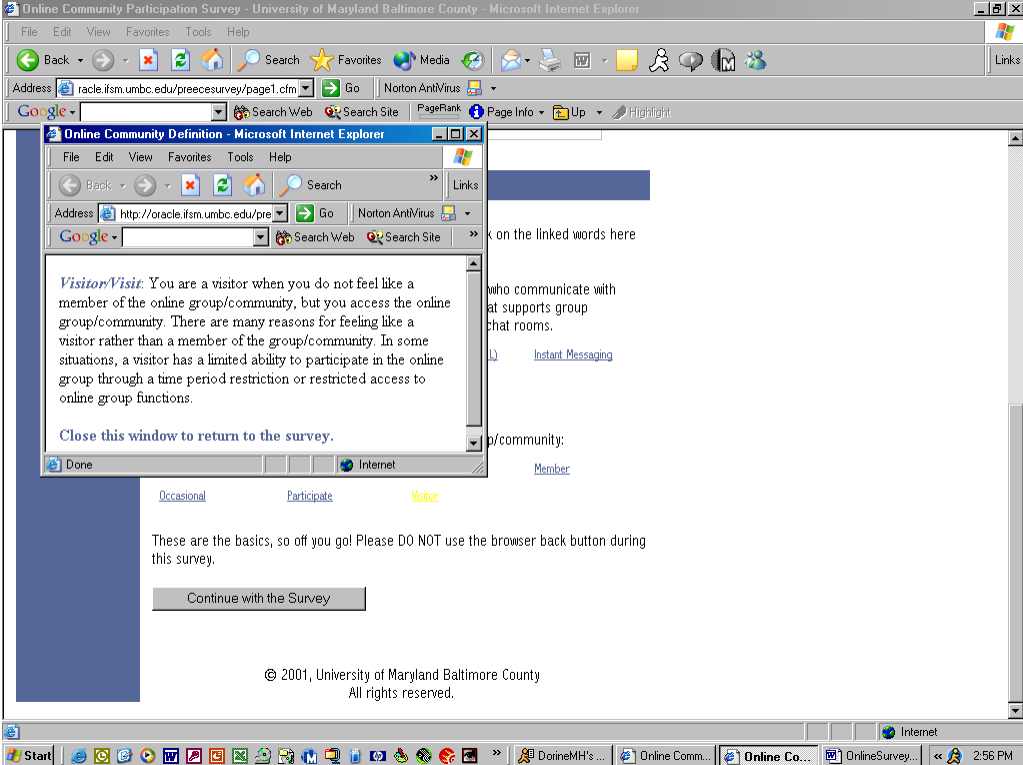 Online Community Participation Survey - University of Maryland Baltimore County - Microsoft Internet Explorer
File Edit View Favorites Tools Help
Back Search Favorites Media Links
Address racle.ifsm.umbc.edu/preecesurvey/page1.cfm Go Norton AntiVirus
Google Search Web Search Site PageRank Page Info Up Highlight
Online Community Definition - Microsoft Internet Explorer
File Edit View Favorites Tools Help
Back Search » Links
Address http://oracle.ifsm.umbc.edu/pre Go Norton AntiVirus
Google Search Web Search Site »
Visitor/Visit: You are a visitor when you do not feel like a
member of the online group/community, but you access the online
group/community. There are many reasons for feeling like a
visitor rather than a member of the group/community. In some
situations, a visitor has a limited ability to participate in the online
group through a time period restriction or restricted access to
online group functions.
Close this window to return to the survey.
Done Internet
k on the linked words here
who communicate with
at supports group
chat rooms.
L) Instant Messaging
p/community:
Member
Occasional Participate Visitor
These are the basics, so off you go! Please DO NOT use the browser back button during
this survey.
Continue with the Survey
© 2001, University of Maryland Baltimore County
All rights reserved.
Internet
Start » DorineMH's ... Online Comm... Online Co... OnlineSurvey... « 2:56 PM